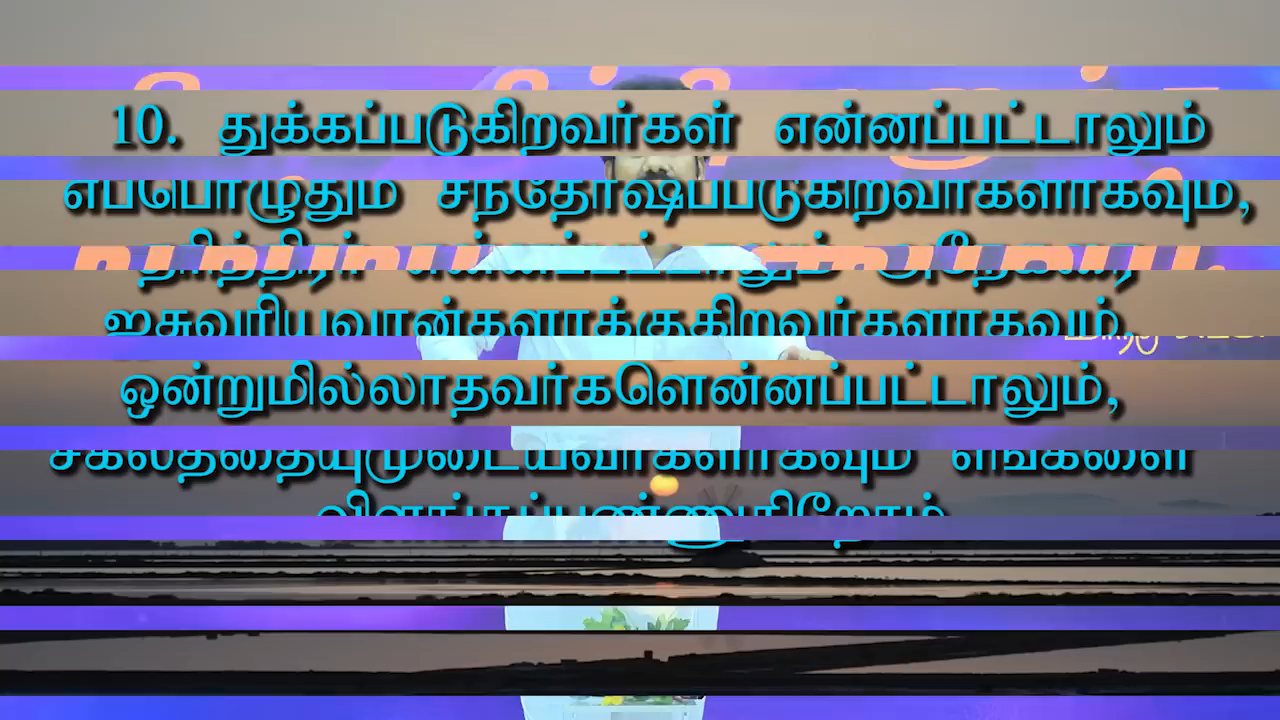 10. துக்கப்படுகிறவர்கள் என்னப்பட்டாலும்
எப்பொழுதும் சந்தோஷப்படுகிறவர்களாகவும்,
தரித்திரர் என்னப்பட்டாலும் அநேகரை
ஐசுவரியவான்களாக்குகிறவர்களாகவும்,
ஒன்றுமில்லாதவர்களென்னப்பட்டாலும்,
சகலத்தையுமுடையவர்களாகவும் எங்களை
விளங்கப்பண்ணுகிறோம்